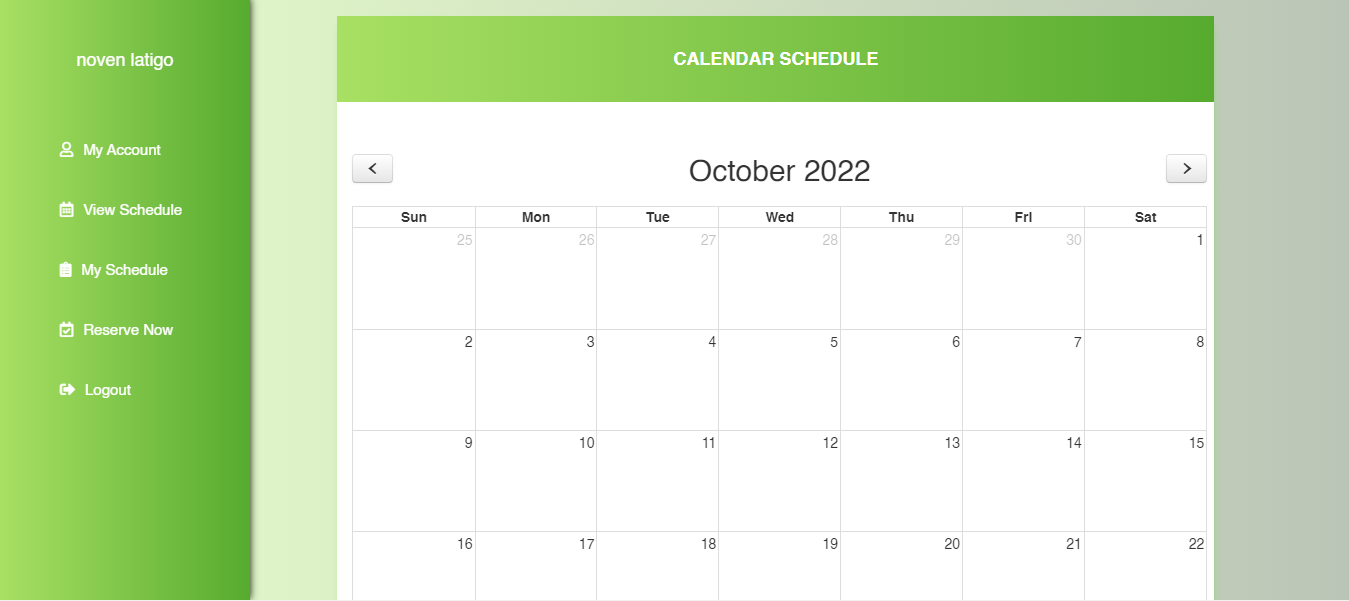 noven latigo
My Account
View Schedule
My Schedule
Reserve Now
Logout
CALENDAR SCHEDULE
October 2022
Sun Mon Tue Wed Thu Fri Sat
25 26 27 28 29 30 1
2 3 4 5 6 7 8
9 10 11 12 13 14 15
16 17 18 19 20 21 22